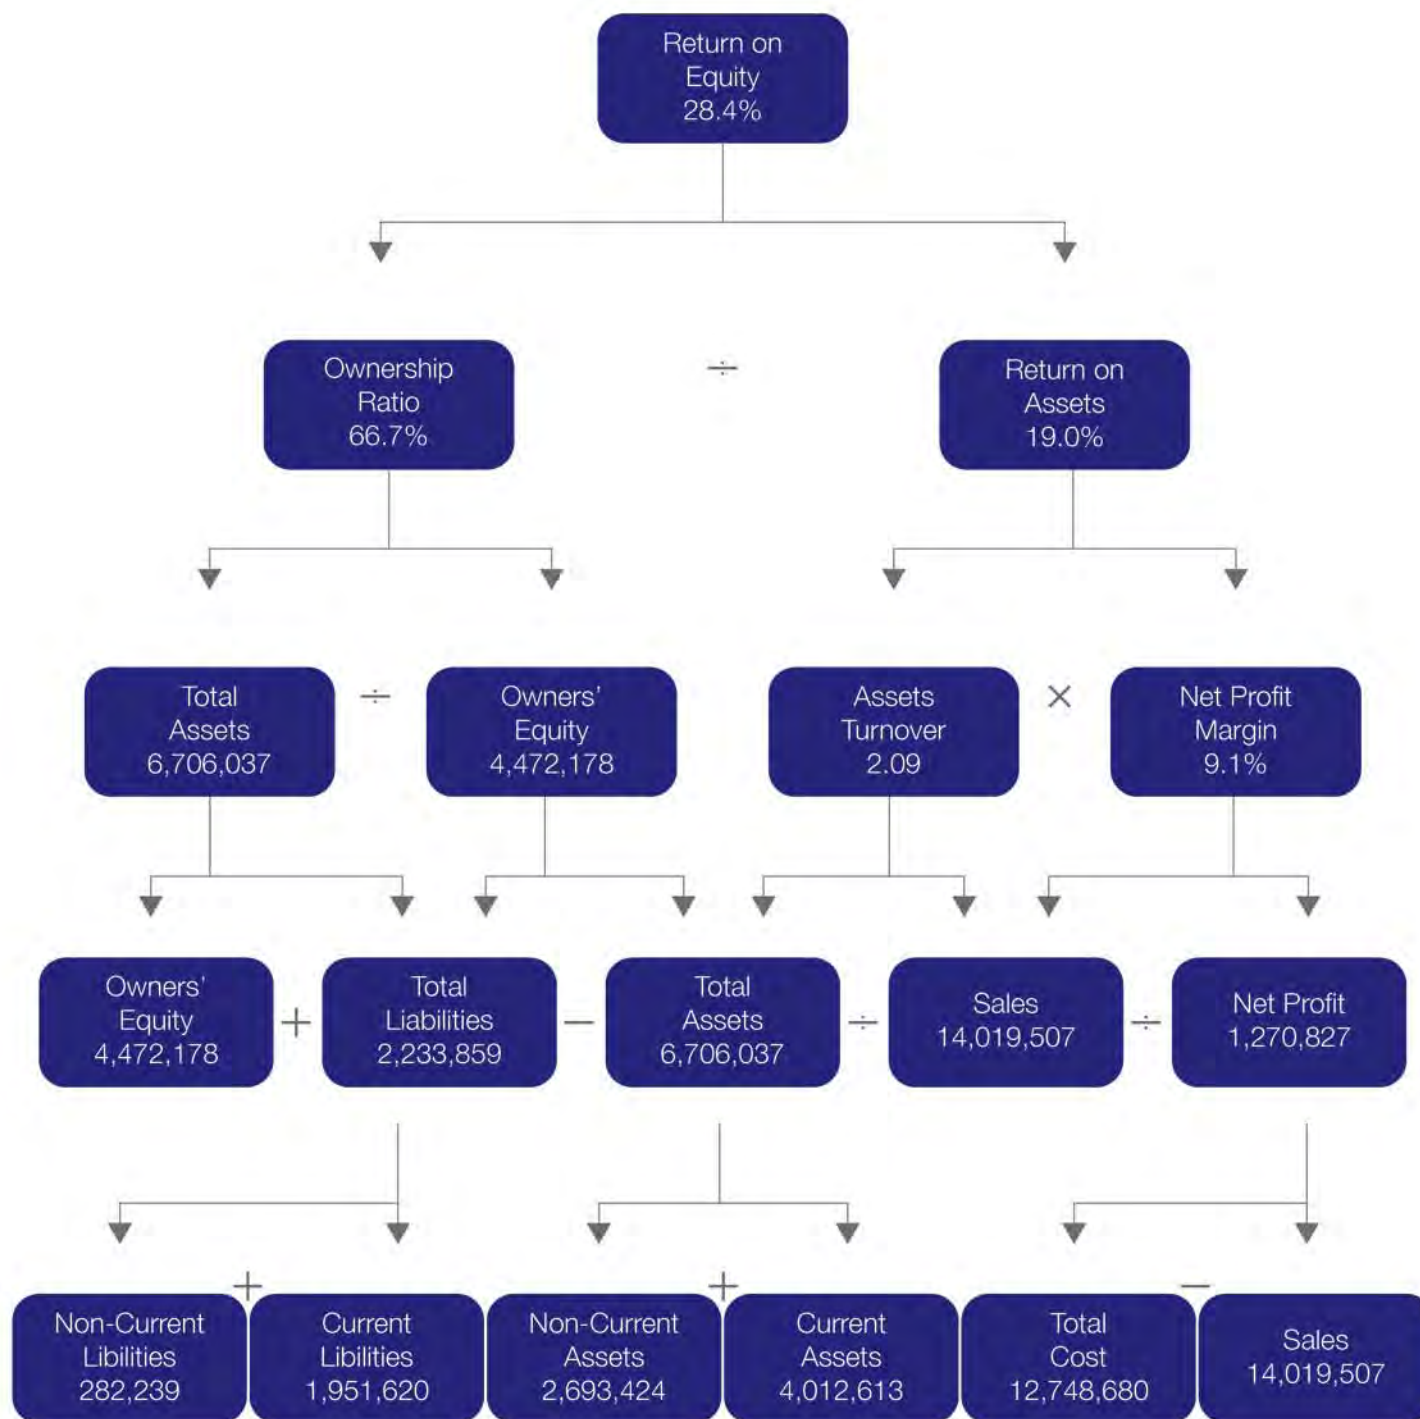 Return on
Equity
28.4%
Ownership
Ratio
66.7%
÷
Return on
Assets
19.0%
Total
Assets
6,706,037
÷
Owners'
Equity
4,472,178
Assets
Turnover
2.09
×
Net Profit
Margin
9.1%
Owners'
Equity
4,472,178
+
Total
Liabilities
2,233,859
−
Total
Assets
6,706,037
÷
Sales
14,019,507
÷
Net Profit
1,270,827
Non-Current
Libilities
282,239
+
Current
Libilities
1,951,620
Non-Current
Assets
2,693,424
+
Current
Assets
4,012,613
Total
Cost
12,748,680
−
Sales
14,019,507